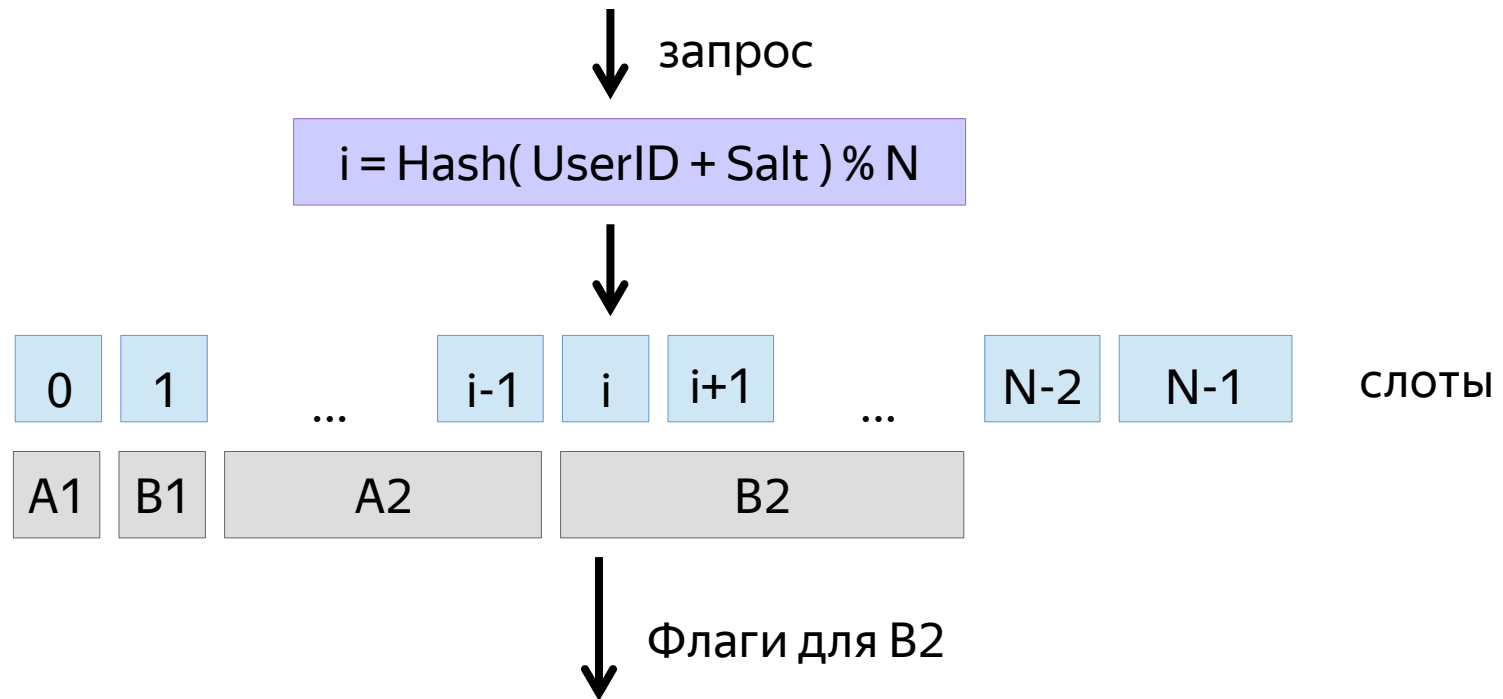 запрос
i = Hash( UserID + Salt ) % N
0 1 ... i-1 i i+1 ... N-2 N-1 слоты
A1 B1 A2 B2
Флаги для B2